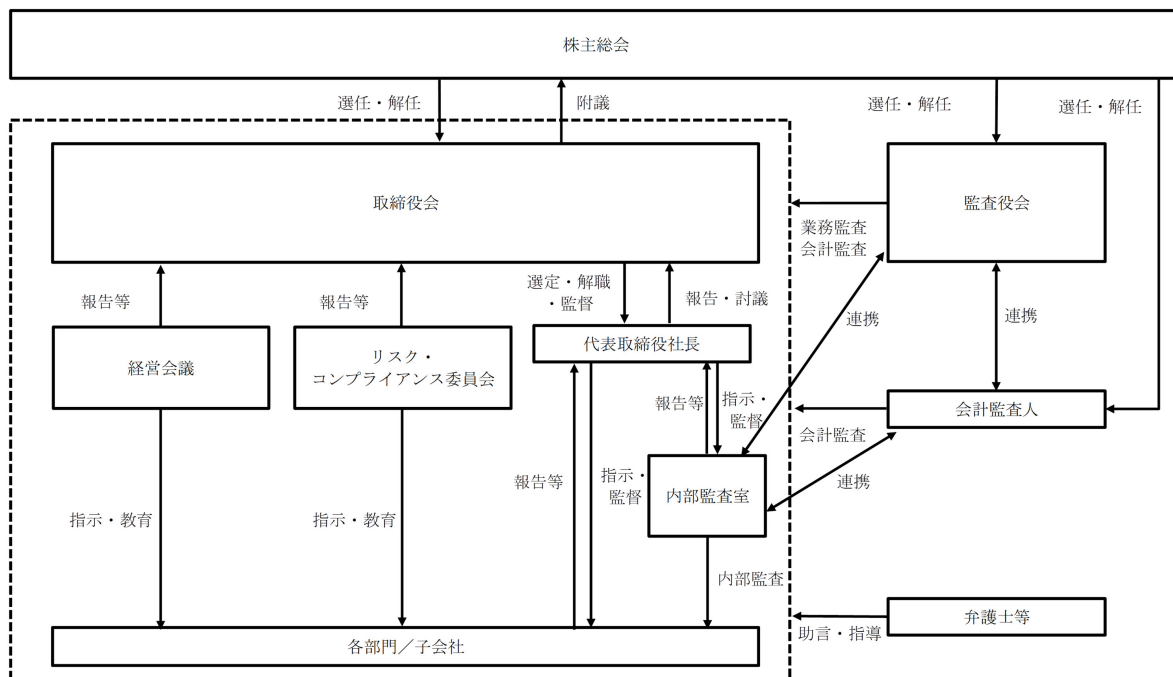 株主総会
選任・解任
附議
選任・解任
選任・解任
取締役会
監査役会
業務監査
会計監査
報告等
報告等
選定・解職
・監督
報告・討議
連携
連携
経営会議
リスク・
コンプライアンス委員会
代表取締役社長
報告等
指示・
監督
会計監査
会計監査人
報告等
指示・
監督
内部監査室
連携
指示・教育
指示・教育
内部監査
弁護士等
助言・指導
各部門／子会社